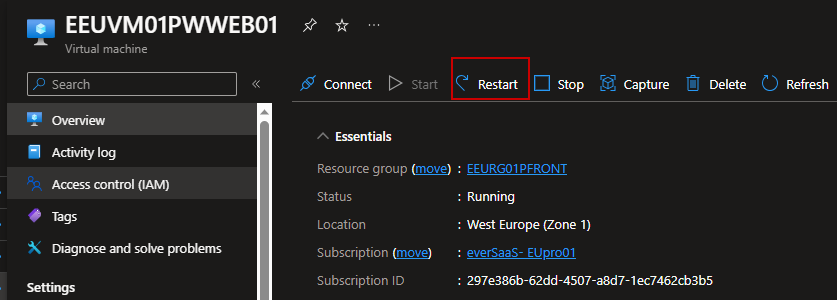 EEUVM01PWWEB01
Virtual machine
Search
Overview
Activity log
Access control (IAM)
Tags
Diagnose and solve problems
Settings
Connect Start Restart Stop Capture Delete Refresh
Essentials
Resource group (move) : EEURG01PFRONT
Status : Running
Location : West Europe (Zone 1)
Subscription (move) : everSaaS- EUpro01
Subscription ID : 297e386b-62dd-4507-a8d7-1ec7462cb3b5